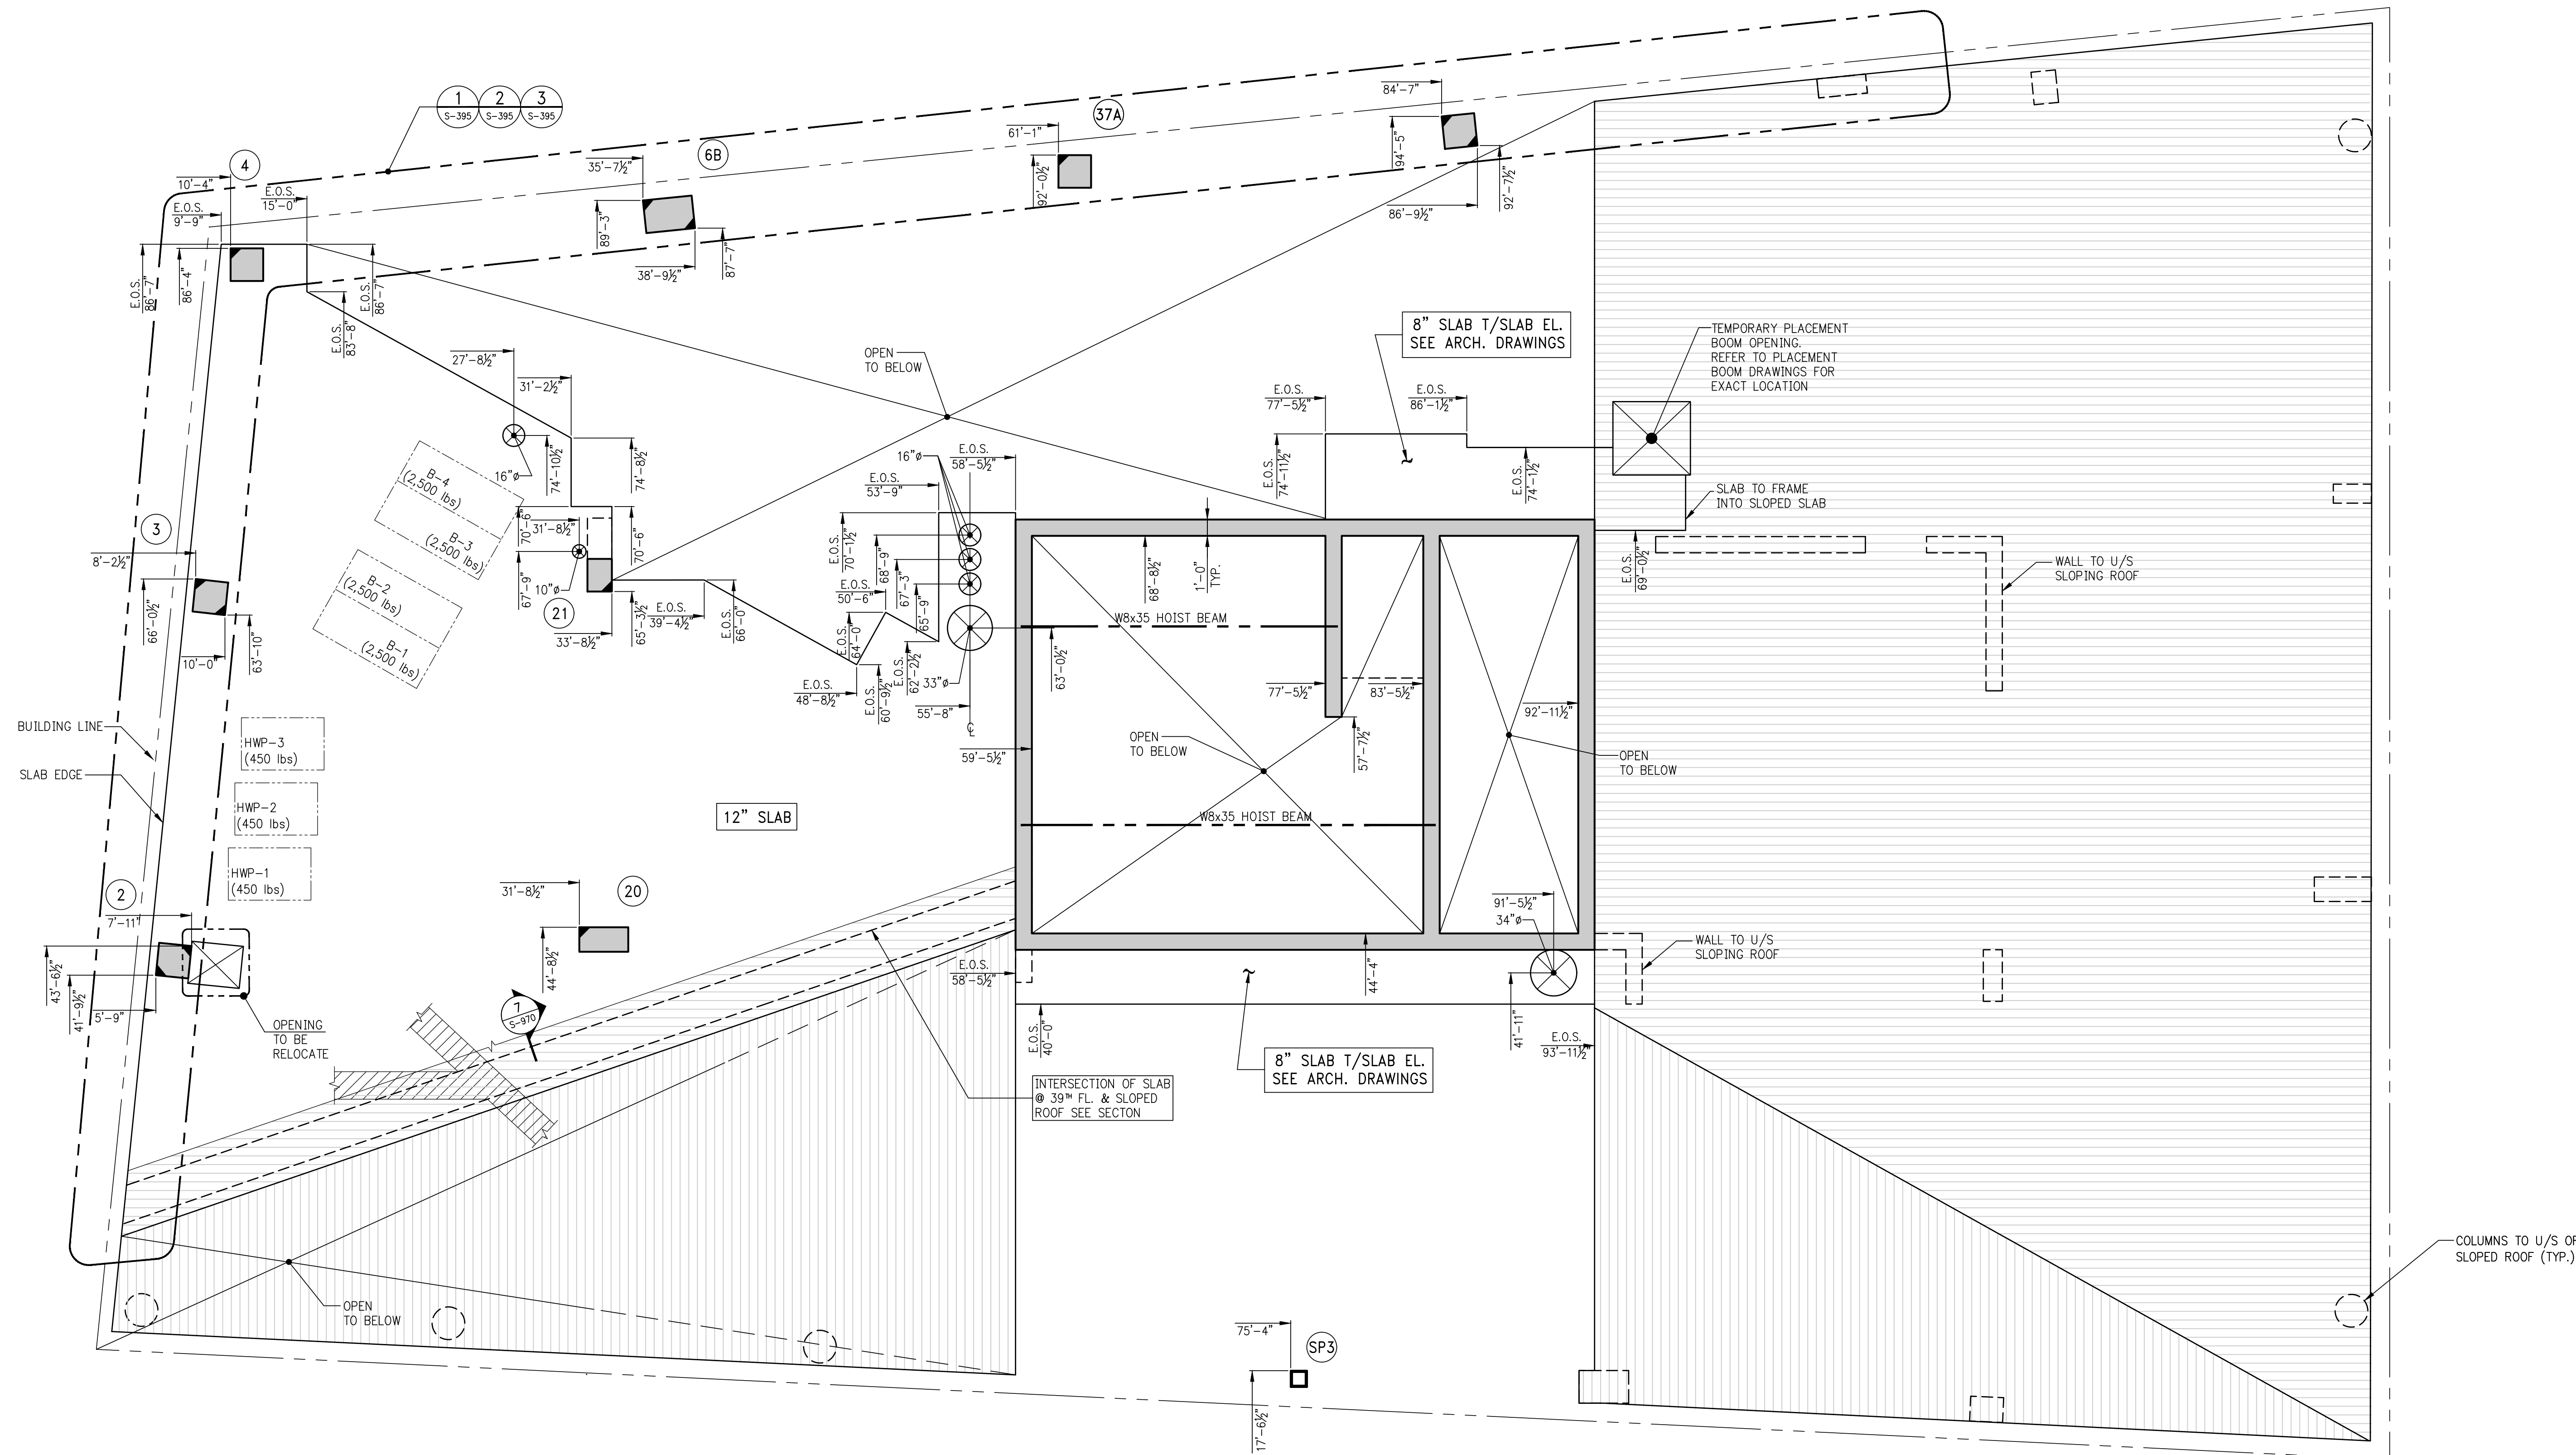 1
S-395
2
S-395
3
S-395
4
10'-4"
E.O.S.
9'-9"
E.O.S.
15'-0"
E.O.S.
86'-7"
86'-4"
E.O.S.
86'-7"
E.O.S.
83'-8"
35'-7½"
6B
89'-3"
38'-9½"
87'-7"
61'-1"
37A
92'-0½"
84'-7"
94'-5"
86'-9½"
92'-7½"
27'-8½"
31'-2½"
16"ø
74'-10½"
74'-8½"
B-4
(2,500 lbs)
B-3
(2,500 lbs)
B-2
(2,500 lbs)
B-1
(2,500 lbs)
70'-6"
31'-8½"
70'-6"
67'-9"
10"ø
21
33'-8½"
65'-3½"
E.O.S.
39'-4½"
E.O.S.
66'-0"
OPEN
TO BELOW
16"ø
E.O.S.
58'-5½"
E.O.S.
53'-9"
E.O.S.
70'-1½"
68'-9"
67'-3"
65'-9"
E.O.S.
50'-6"
E.O.S.
64'-0"
E.O.S.
62'-2½"
E.O.S.
60'-9½"
E.O.S.
48'-8½"
33"ø
55'-8"
63'-0½"
59'-5½"
8" SLAB T/SLAB EL.
SEE ARCH. DRAWINGS
E.O.S.
77'-5½"
E.O.S.
86'-1½"
E.O.S.
74'-11½"
E.O.S.
74'-1½"
TEMPORARY PLACEMENT
BOOM OPENING.
REFER TO PLACEMENT
BOOM DRAWINGS FOR
EXACT LOCATION
SLAB TO FRAME
INTO SLOPED SLAB
E.O.S.
69'-0½"
WALL TO U/S
SLOPING ROOF
68'-8½"
1'-0"
TYP.
W8x35 HOIST BEAM
77'-5½"
83'-5½"
92'-11½"
57'-7½"
OPEN
TO BELOW
OPEN
TO BELOW
W8x35 HOIST BEAM
91'-5½"
34"ø
44'-4"
41'-11"
WALL TO U/S
SLOPING ROOF
E.O.S.
93'-11½"
3
8'-2½"
66'-0½"
10'-0"
63'-10"
BUILDING LINE
SLAB EDGE
HWP-3
(450 lbs)
HWP-2
(450 lbs)
HWP-1
(450 lbs)
12" SLAB
2
7'-11"
43'-6½"
41'-9½"
5'-9"
OPENING
TO BE
RELOCATE
31'-8½"
20
44'-8½"
7
S-970
E.O.S.
58'-5½"
E.O.S.
40'-0"
8" SLAB T/SLAB EL.
SEE ARCH. DRAWINGS
INTERSECTION OF SLAB
@ 39TH FL. & SLOPED
ROOF SEE SECTON
OPEN
TO BELOW
75'-4"
SP3
17'-6½"
COLUMNS TO U/S OF
SLOPED ROOF (TYP.)